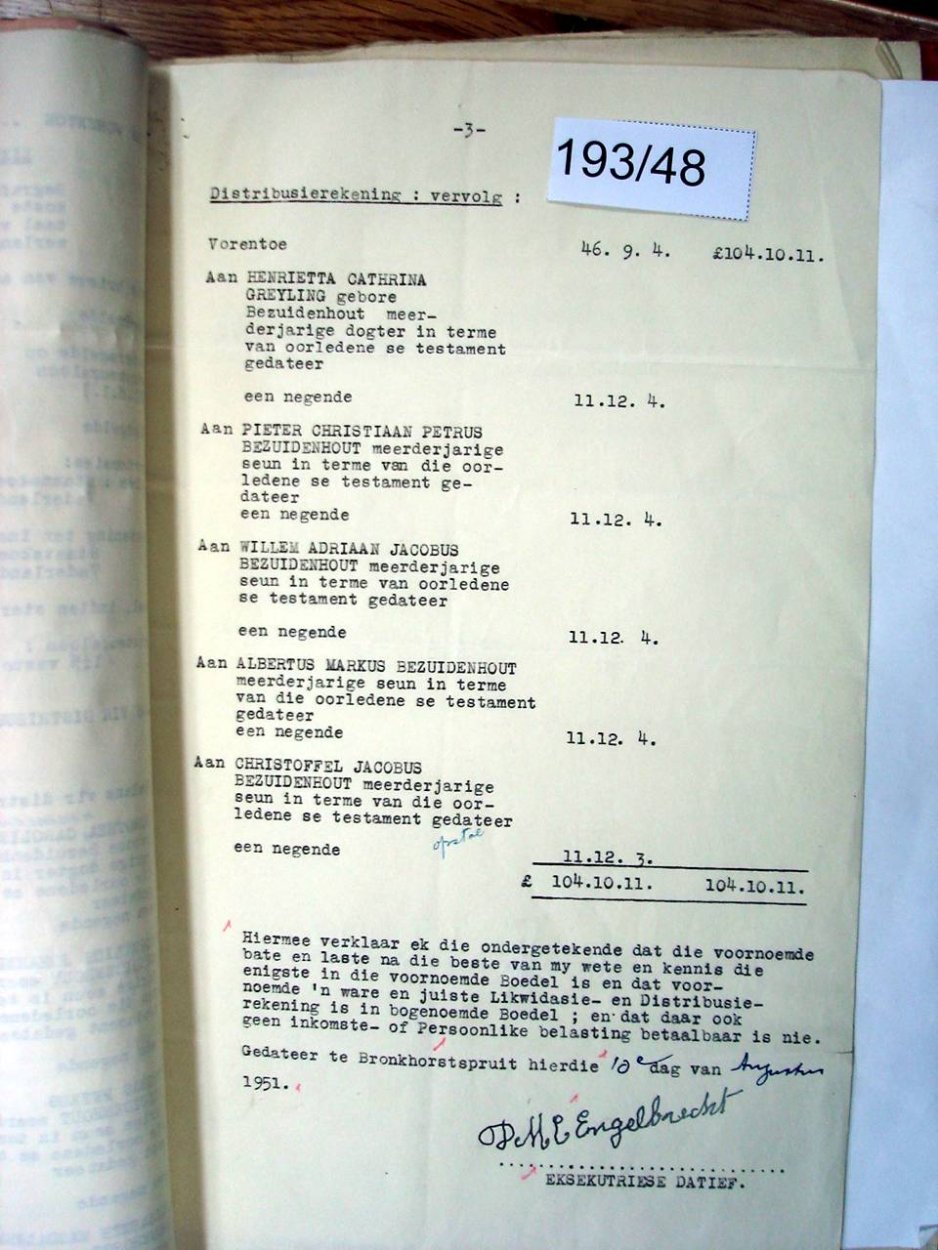 -3-
193/48
Distribusierekening : vervolg :
Vorentoe 46. 9. 4. £104.10.11.
Aan HENRIETTA CATHRINA
GREYLING gebore
Bezuidenhout meer-
derjarige dogter in terme
van oorledene se testament
gedateer
een negende 11.12. 4.
Aan PIETER CHRISTIAAN PETRUS
BEZUIDENHOUT meerderjarige
seun in terme van die oor-
ledene se testament ge-
dateer
een negende 11.12. 4.
Aan WILLEM ADRIAAN JACOBUS
BEZUIDENHOUT meerderjarige
seun in terme van oorledene
se testament gedateer
een negende 11.12. 4.
Aan ALBERTUS MARKUS BEZUIDENHOUT
meerderjarige seun in terme
van die oorledene se testament
gedateer
een negende 11.12. 4.
Aan CHRISTOFFEL JACOBUS
BEZUIDENHOUT meerderjarige
seun in terme van die oor-
ledene se testament gedateer
een negende 11.12. 3.
£ 104.10.11. 104.10.11.
Hiermee verklaar ek die ondergetekende dat die voornoemde
bate en laste na die beste van my wete en kennis die
enigste in die voornoemde Boedel is en dat voor-
noemde 'n ware en juiste Likwidasie- en Distribusie-
rekening is in bogenoemde Boedel ; en dat daar ook
geen inkomste- of Persoonlike belasting betaalbaar is nie.
Gedateer te Bronkhorstspruit hierdie 10e dag van Augustus
1951.
D M E Engelbrecht
EKSEKUTRIESE DATIEF.